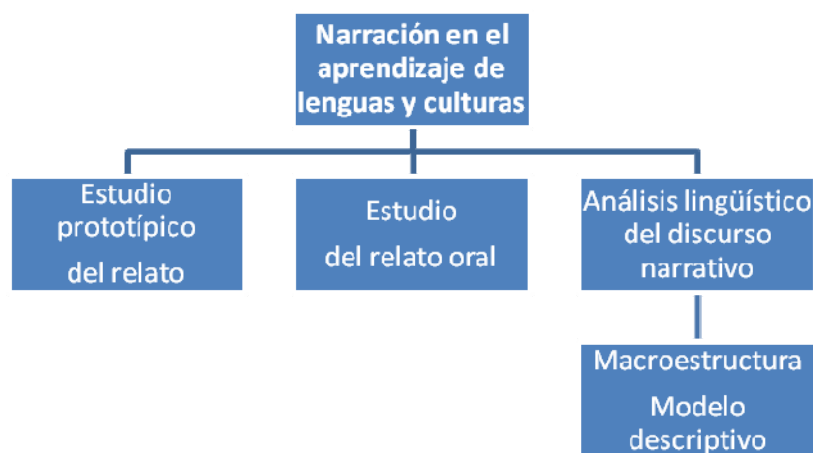 Narración en el
aprendizaje de
lenguas y culturas
Estudio
prototípico
del relato
Estudio
del relato oral
Análisis lingüístico
del discurso
narrativo
Macroestructura
Modelo
descriptivo